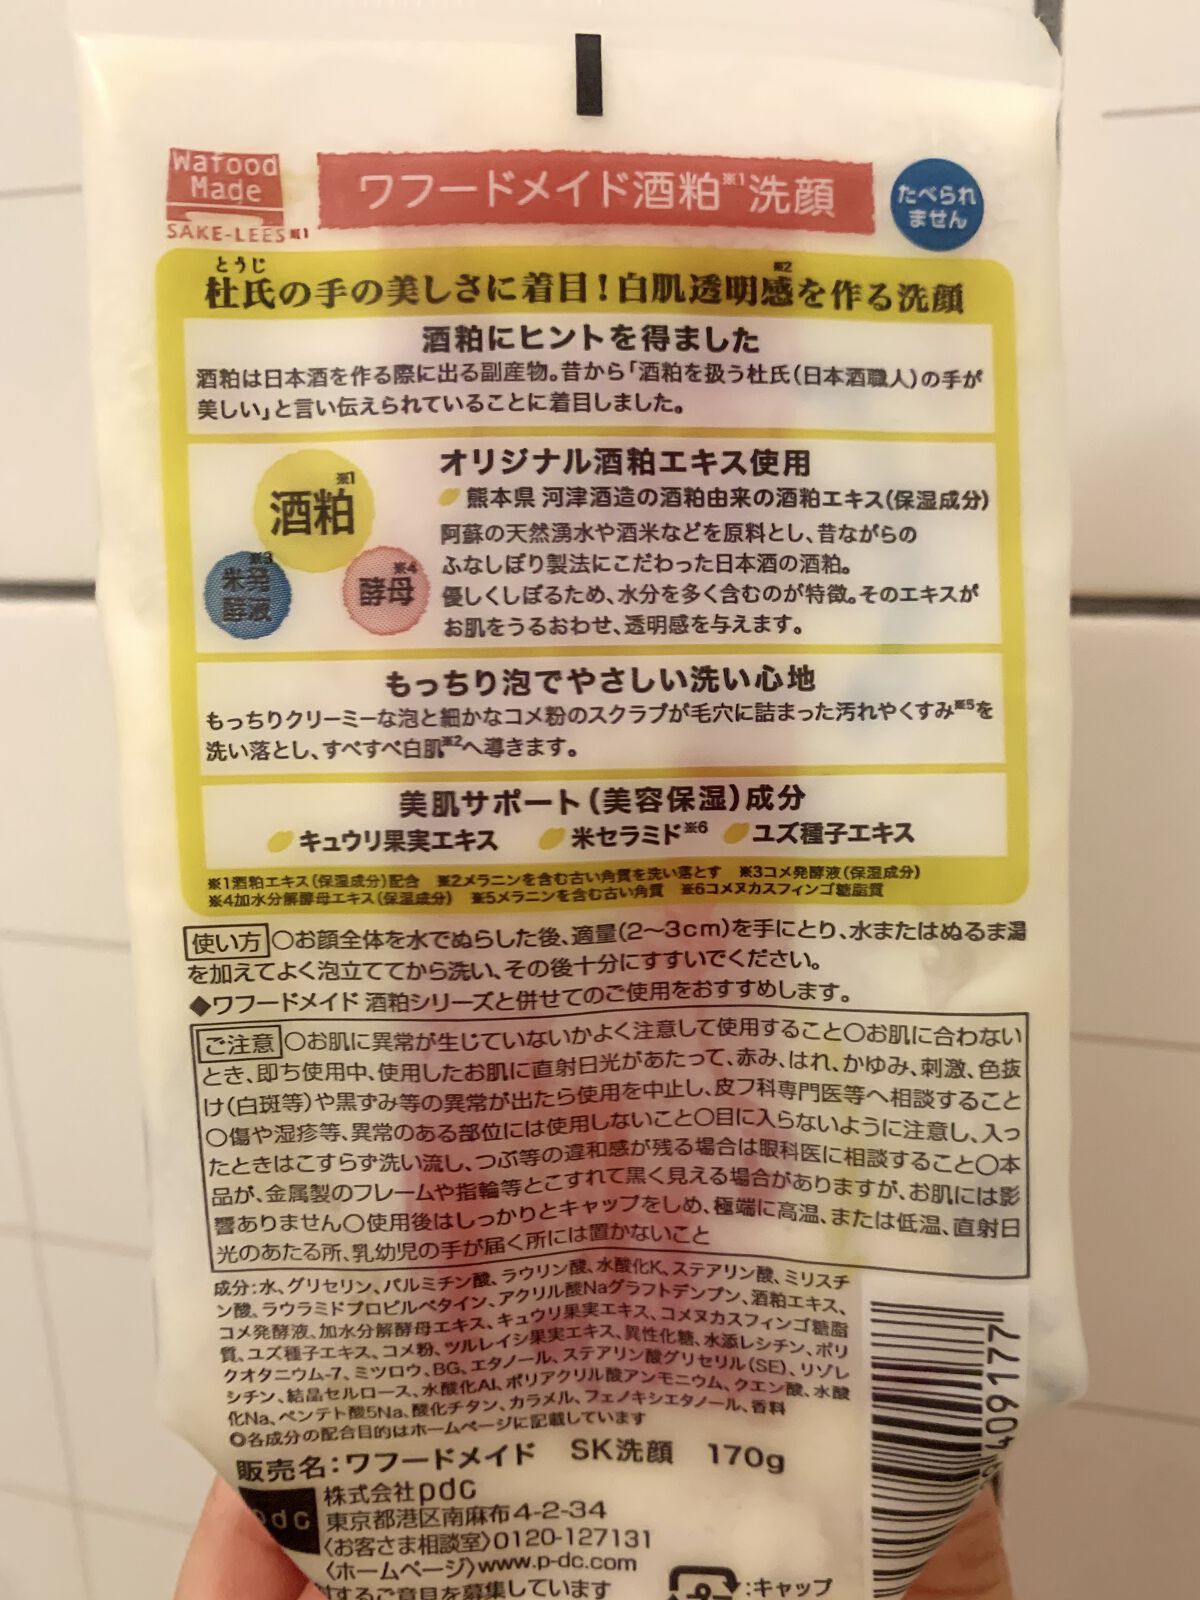 Wafood
Made
SAKE-LEES※1
ワフードメイド酒粕※1洗顔
たべられ
ません
とうじ
杜氏の手の美しさに着目！白肌透明感※2を作る洗顔
酒粕にヒントを得ました
酒粕は日本酒を作る際に出る副産物。昔から「酒粕を扱う杜氏（日本酒職人）の手が
美しい」と言い伝えられていることに着目しました。
※1
酒粕
※3
米発
酵液
※4
酵母
オリジナル酒粕エキス使用
熊本県 河津酒造の酒粕由来の酒粕エキス（保湿成分）
阿蘇の天然湧水や酒米などを原料とし、昔ながらの
ふなしぼり製法にこだわった日本酒の酒粕。
優しくしぼるため、水分を多く含むのが特徴。そのエキスが
お肌をうるおわせ、透明感を与えます。
もっちり泡でやさしい洗い心地
もっちりクリーミーな泡と細かなコメ粉のスクラブが毛穴に詰まった汚れやくすみ※5を
洗い落とし、すべすべ白肌※2へ導きます。
美肌サポート（美容保湿）成分
キュウリ果実エキス 米セラミド※6 ユズ種子エキス
※1酒粕エキス（保湿成分）配合 ※2メラニンを含む古い角質を洗い落とす ※3コメ発酵液（保湿成分）
※4加水分解酵母エキス（保湿成分） ※5メラニンを含む古い角質 ※6コメヌカスフィンゴ糖脂質
使い方 ○お顔全体を水でぬらした後、適量(2〜3cm)を手にとり、水またはぬるま湯
を加えてよく泡立ててから洗い、その後十分にすすいでください。
◆ワフードメイド 酒粕シリーズと併せてのご使用をおすすめします。
ご注意 ○お肌に異常が生じていないかよく注意して使用すること○お肌に合わない
とき、即ち使用中、使用したお肌に直射日光があたって、赤み、はれ、かゆみ、刺激、色抜
け（白斑等）や黒ずみ等の異常が出たら使用を中止し、皮フ科専門医等へ相談すること
○傷や湿疹等、異常のある部位には使用しないこと○目に入らないように注意し、入っ
たときはこすらず洗い流し、つぶ等の違和感が残る場合は眼科医に相談すること○本
品が、金属製のフレームや指輪等とこすれて黒く見える場合がありますが、お肌には影
響ありません○使用後はしっかりとキャップをしめ、極端に高温、または低温、直射日
光のあたる所、乳幼児の手が届く所には置かないこと
成分：水、グリセリン、パルミチン酸、ラウリン酸、水酸化K、ステアリン酸、ミリスチ
ン酸、ラウラミドプロピルベタイン、アクリル酸Naグラフトデンプン、酒粕エキス、
コメ発酵液、加水分解酵母エキス、キュウリ果実エキス、コメヌカスフィンゴ糖脂
質、ユズ種子エキス、コメ粉、ツルレイシ果実エキス、異性化糖、水添レシチン、ポリ
クオタニウム-7、ミツロウ、BG、エタノール、ステアリン酸グリセリル（SE）、リゾレ
シチン、結晶セルロース、水酸化Al、ポリアクリル酸アンモニウム、クエン酸、水酸
化Na、ペンテト酸5Na、酸化チタン、カラメル、フェノキシエタノール、香料
◎各成分の配合目的はホームページに記載しています
販売名：ワフードメイド SK洗顔 170g
pdc
株式会社pdc
東京都港区南麻布4-2-34
〈お客さま相談室〉0120-127131
〈ホームページ〉www.p-dc.com
対するご意見を募集しています
：キャップ
409177